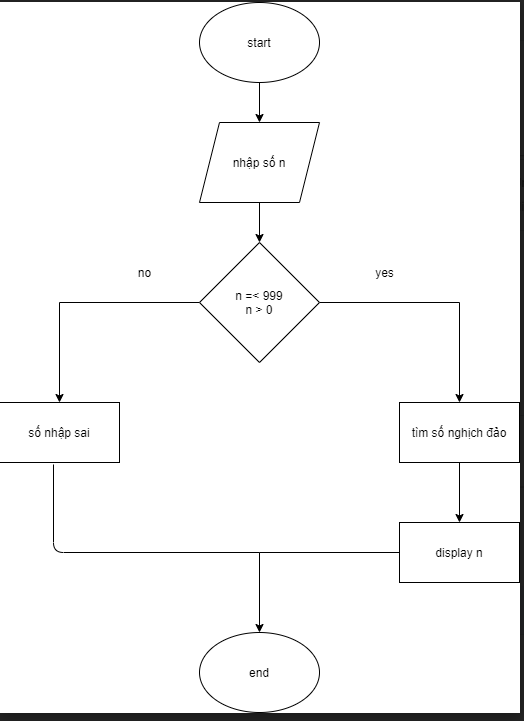 start
nhập số n
no
yes
n =< 999
n > 0
số nhập sai
tìm số nghịch đảo
display n
end